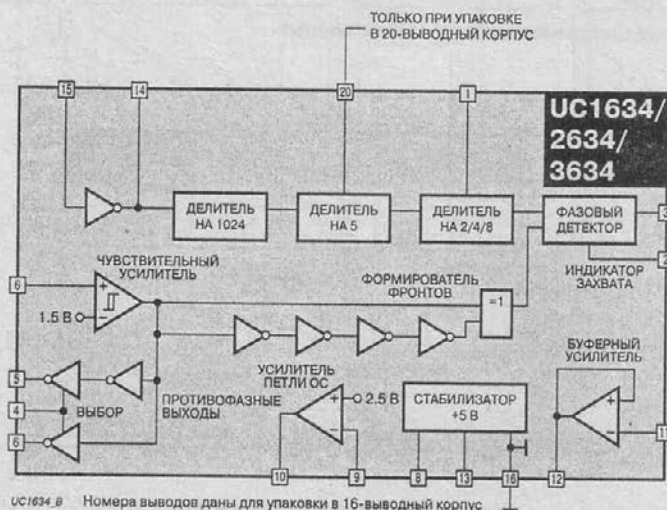 ТОЛЬКО ПРИ УПАКОВКЕ
В 20-ВЫВОДНЫЙ КОРПУС
15
14
20
1
UC1634/
2634/
3634
ДЕЛИТЕЛЬ
НА 1024
ДЕЛИТЕЛЬ
НА 5
ДЕЛИТЕЛЬ
НА 2/4/8
ФАЗОВЫЙ
ДЕТЕКТОР
3
2
ИНДИКАТОР
ЗАХВАТА
ЧУВСТВИТЕЛЬНЫЙ
УСИЛИТЕЛЬ
6
+
1.5 В
–
ФОРМИРОВАТЕЛЬ
ФРОНТОВ
=1
БУФЕРНЫЙ
УСИЛИТЕЛЬ
+
–
11
5
4
6
ВЫБОР
ПРОТИВОФАЗНЫЕ
ВЫХОДЫ
УСИЛИТЕЛЬ
ПЕТЛИ ОС
+
2.5 В
–
СТАБИЛИЗАТОР
+5 В
10
9
8
13
16
12
UC1634_B Номера выводов даны для упаковки в 16-выводный корпус